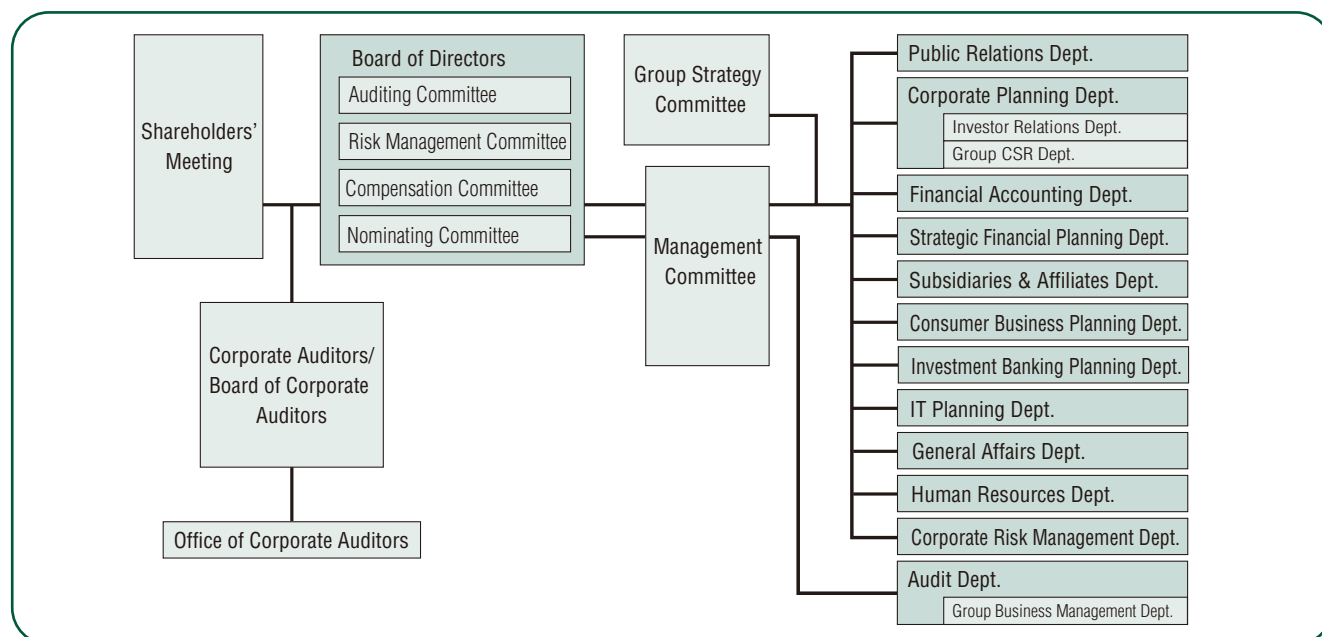 Shareholders’
Meeting
Board of Directors
Auditing Committee
Risk Management Committee
Compensation Committee
Nominating Committee
Corporate Auditors/
Board of Corporate
Auditors
Office of Corporate Auditors
Group Strategy
Committee
Management
Committee
Public Relations Dept.
Corporate Planning Dept.
Investor Relations Dept.
Group CSR Dept.
Financial Accounting Dept.
Strategic Financial Planning Dept.
Subsidiaries & Affiliates Dept.
Consumer Business Planning Dept.
Investment Banking Planning Dept.
IT Planning Dept.
General Affairs Dept.
Human Resources Dept.
Corporate Risk Management Dept.
Audit Dept.
Group Business Management Dept.